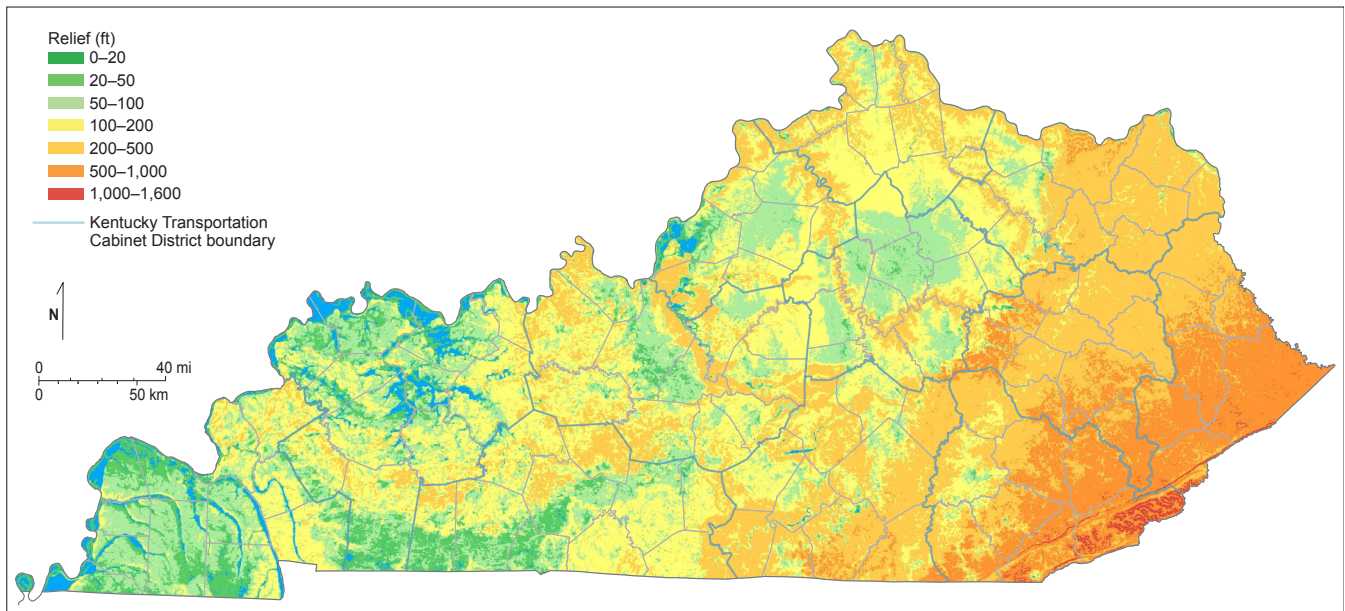 Relief (ft)
0–20
20–50
50–100
100–200
200–500
500–1,000
1,000–1,600
Kentucky Transportation
Cabinet District boundary
N
0 40 mi
0 50 km